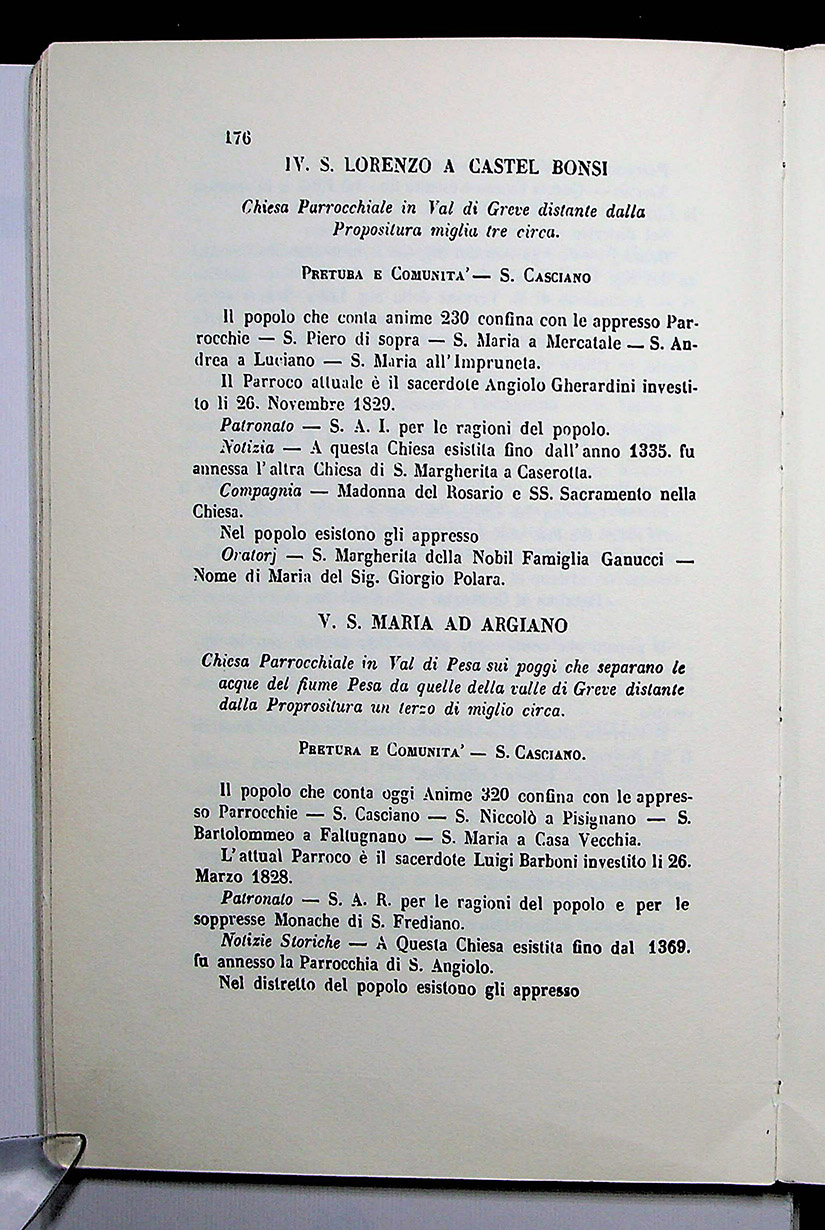 176
IV. S. LORENZO A CASTEL BONSI
Chiesa Parrocchiale in Val di Greve distante dalla
Propositura miglia tre circa.
PRETUBA E COMUNITA' — S. CASCIANO
Il popolo che conta anime 230 confina con le appresso Par-
rocchie — S. Piero di sopra — S. Maria a Mercatale — S. An-
drea a Luciano — S. Maria all' Impruneta.
Il Parroco attuale è il sacerdote Angiolo Gherardini investi-
to li 26. Novembre 1829.
Patronato — S. A. I. per le ragioni del popolo.
Notizia — A questa Chiesa esistita fino dall' anno 1335. fu
annessa l' altra Chiesa di S. Margherita a Caserotta.
Compagnia — Madonna del Rosario e SS. Sacramento nella
Chiesa.
Nel popolo esistono gli appresso
Oratorj — S. Margherita della Nobil Famiglia Ganucci —
Nome di Maria del Sig. Giorgio Polara.
V. S. MARIA AD ARGIANO
Chiesa Parrocchiale in Val di Pesa sui poggi che separano le
acque del fiume Pesa da quelle della valle di Greve distante
dalla Proprositura un terzo di miglio circa.
PRETURA E COMUNITA' — S. CASCIANO.
Il popolo che conta oggi Anime 320 confina con le appres-
so Parrocchie — S. Casciano — S. Niccolò a Pisignano — S.
Bartolommeo a Faltugnano — S. Maria a Casa Vecchia.
L' attual Parroco è il sacerdote Luigi Barboni investito li 26.
Marzo 1828.
Patronato — S. A. R. per le ragioni del popolo e per le
soppresse Monache di S. Frediano.
Notizie Storiche — A Questa Chiesa esistita fino dal 1369.
fu annesso la Parrocchia di S. Angiolo.
Nel distretto del popolo esistono gli appresso